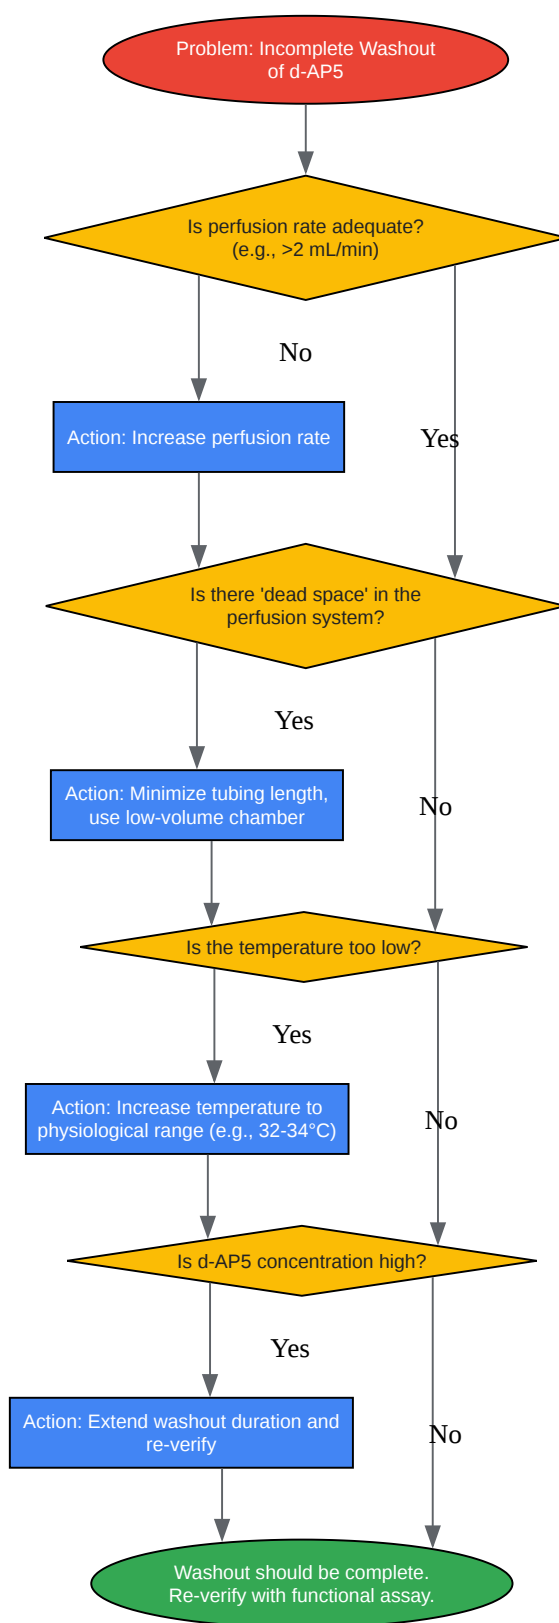 Problem: Incomplete Washout
of d-AP5
Is perfusion rate adequate?
(e.g., >2 mL/min)
No
Action: Increase perfusion rate
Yes
Is there 'dead space' in the
perfusion system?
Yes
Action: Minimize tubing length,
use low-volume chamber
No
Is the temperature too low?
Yes
Action: Increase temperature to
physiological range (e.g., 32-34°C)
No
Is d-AP5 concentration high?
Yes
Action: Extend washout duration and
re-verify
No
Washout should be complete.
Re-verify with functional assay.